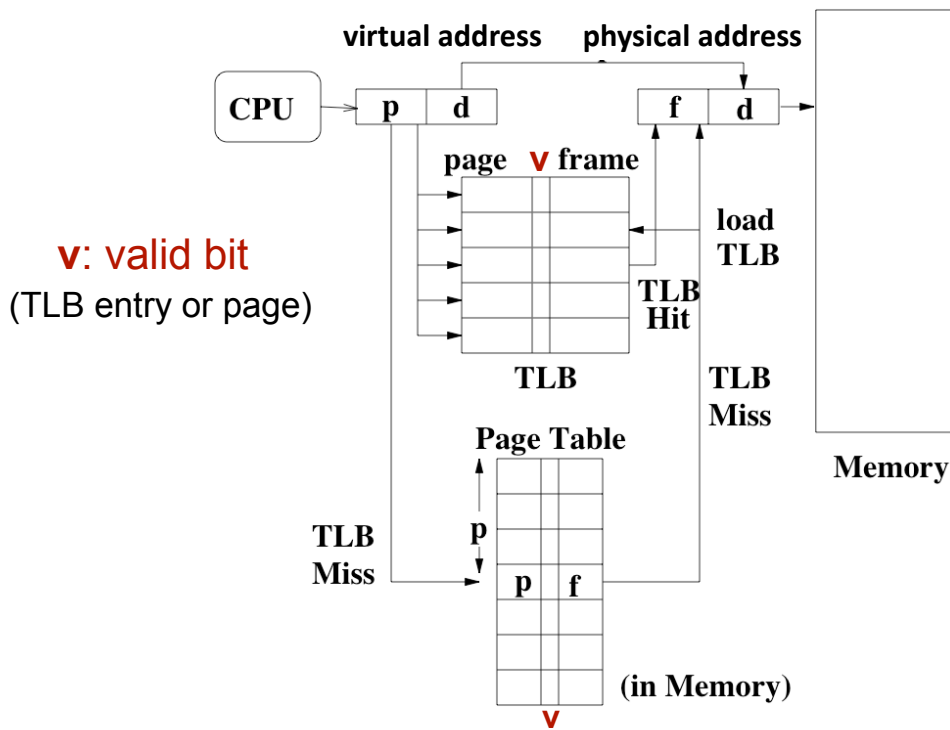 virtual address physical address
CPU
p d
f d
page v frame
v: valid bit
(TLB entry or page)
load
TLB
TLB
Hit
TLB
TLB
Miss
Page Table
Memory
p
TLB
Miss
p f
(in Memory)
v